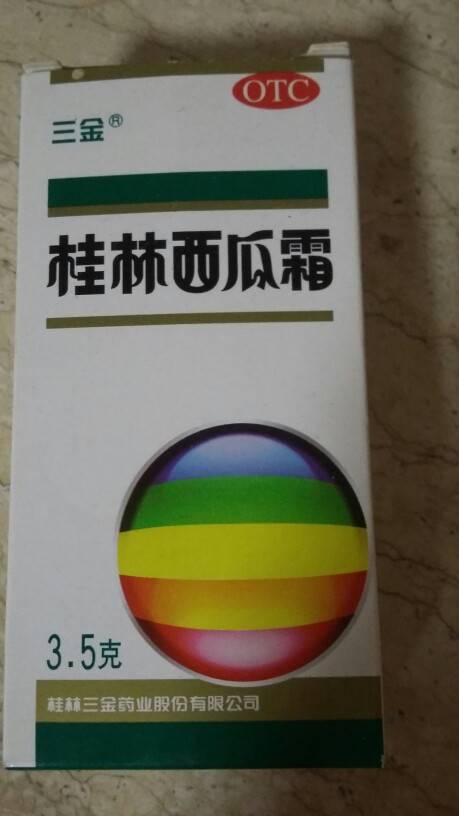 OTC
三金®
桂林西瓜霜
3.5克
桂林三金药业股份有限公司